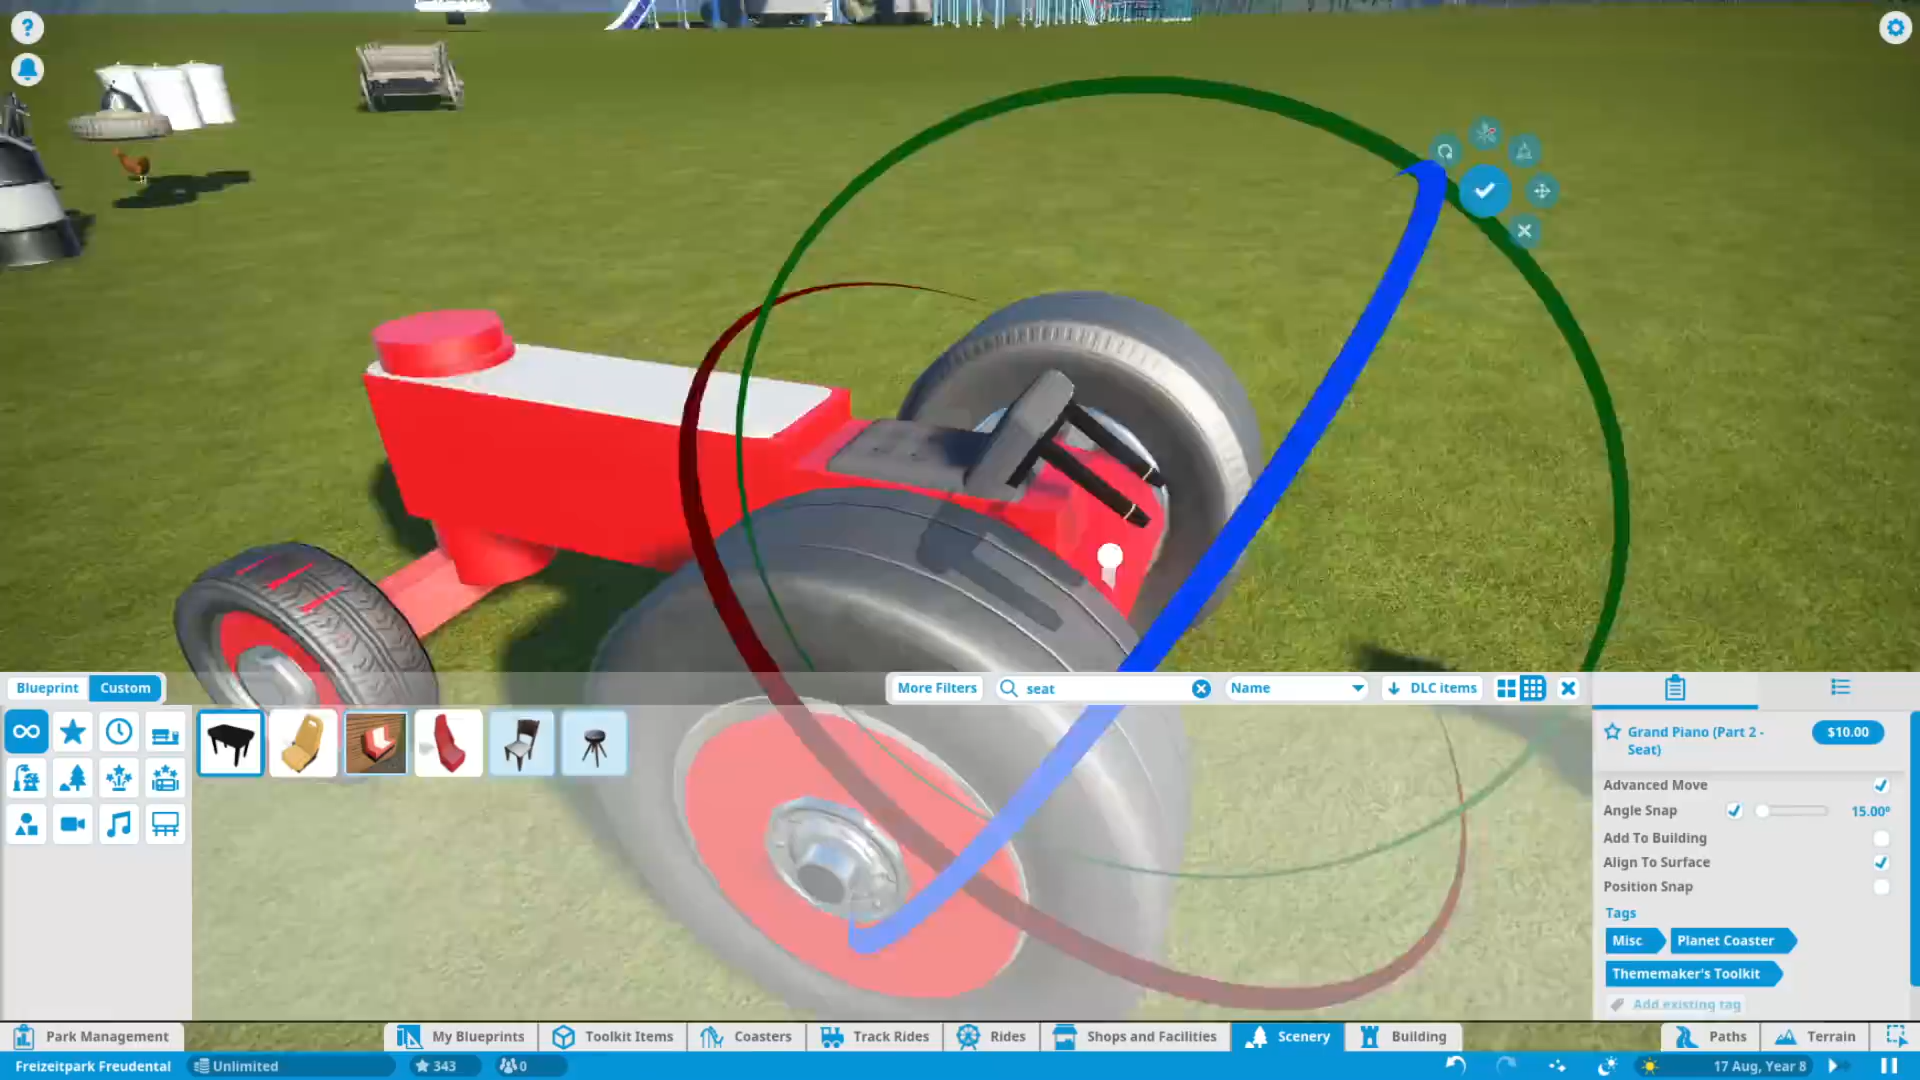 ?
Blueprint
Custom
More Filters
seat
Name
DLC items
Grand Piano (Part 2 -
Seat)
$10.00
Advanced Move
Angle Snap
15.00°
Add To Building
Align To Surface
Position Snap
Tags
Misc
Planet Coaster
Thememaker's Toolkit
Add existing tag
Park Management
My Blueprints
Toolkit Items
Coasters
Track Rides
Rides
Shops and Facilities
Scenery
Building
Paths
Terrain
Freizeitpark Freudental
Unlimited
343
0
17 Aug, Year 8